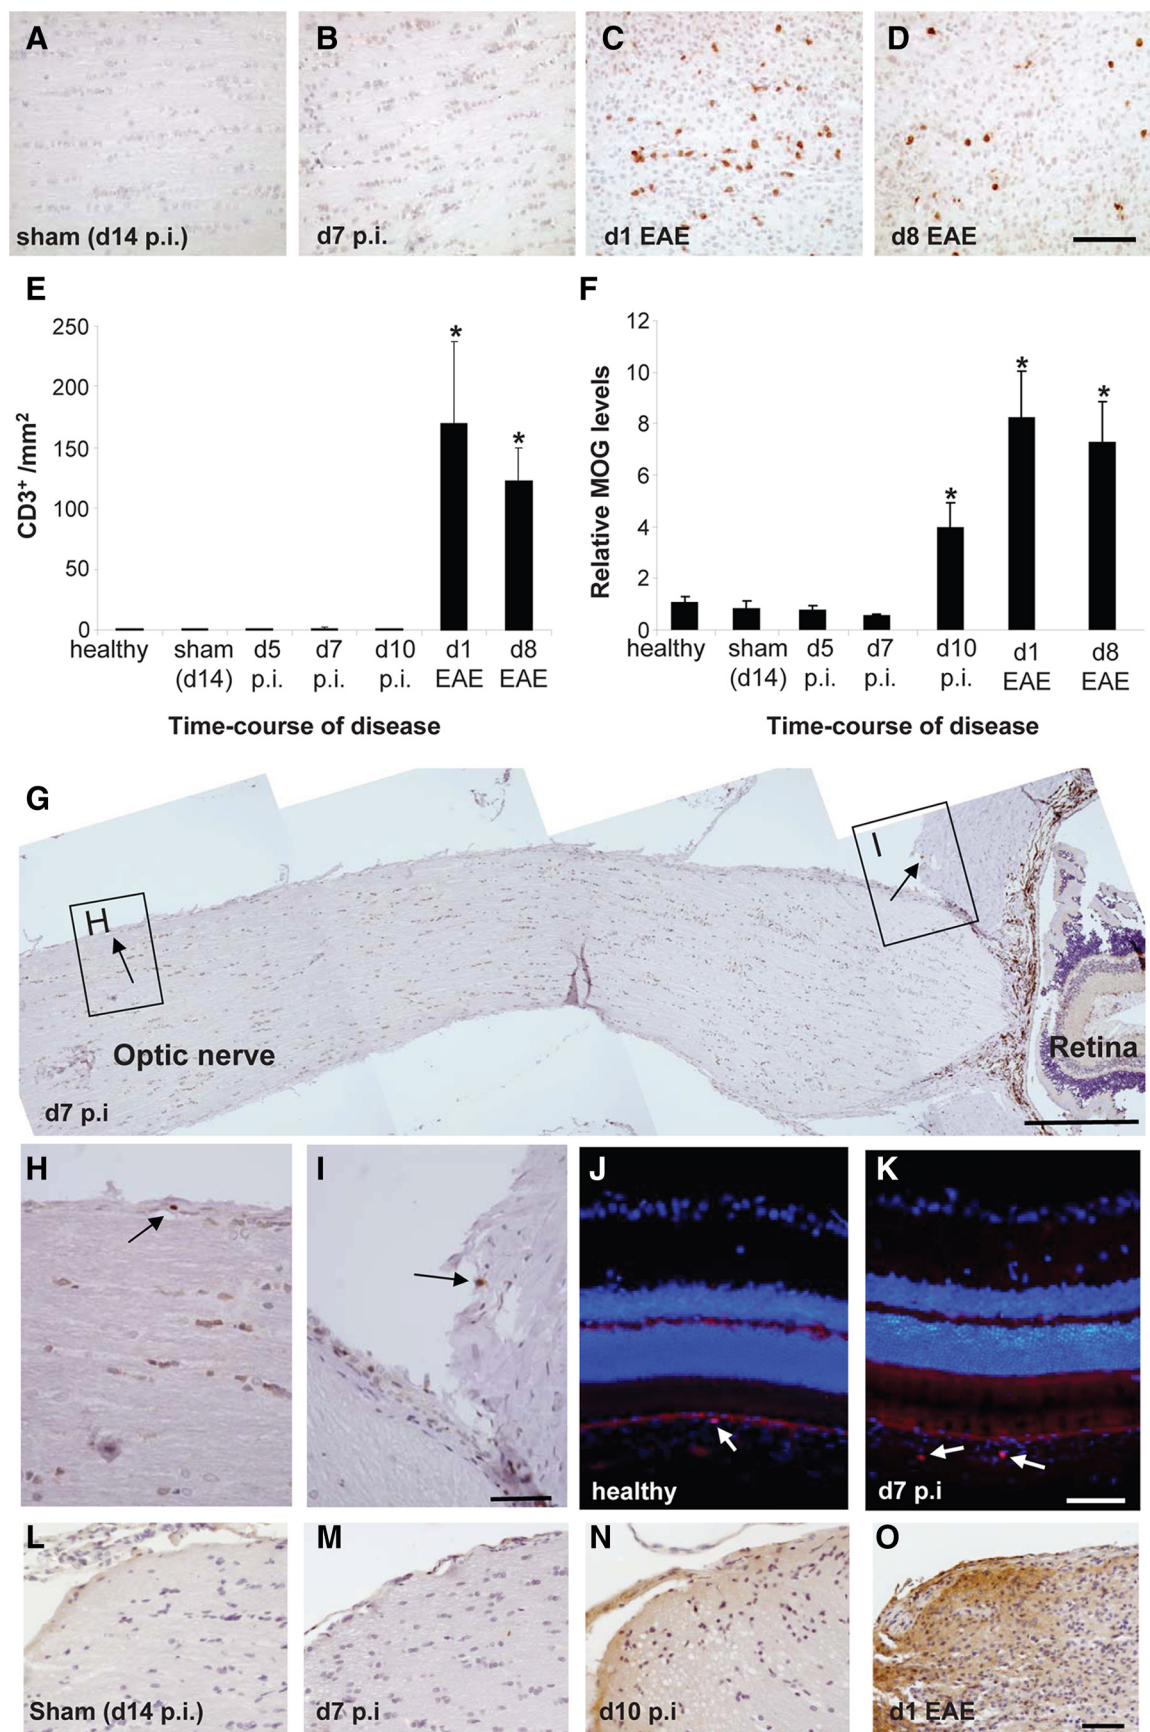 A
B
C
D
sham (d14 p.i.)
d7 p.i.
d1 EAE
d8 EAE
E
F
CD3+ /mm2
250
200
150
100
50
0
*
*
healthy
sham (d14)
d5 p.i.
d7 p.i.
d10 p.i.
d1 EAE
d8 EAE
Time-course of disease
Relative MOG levels
12
10
8
6
4
2
0
*
*
*
healthy
sham (d14)
d5 p.i.
d7 p.i.
d10 p.i.
d1 EAE
d8 EAE
Time-course of disease
G
H
I
Optic nerve
Retina
d7 p.i
H
I
J
K
healthy
d7 p.i
L
M
N
O
Sham (d14 p.i.)
d7 p.i
d10 p.i
d1 EAE